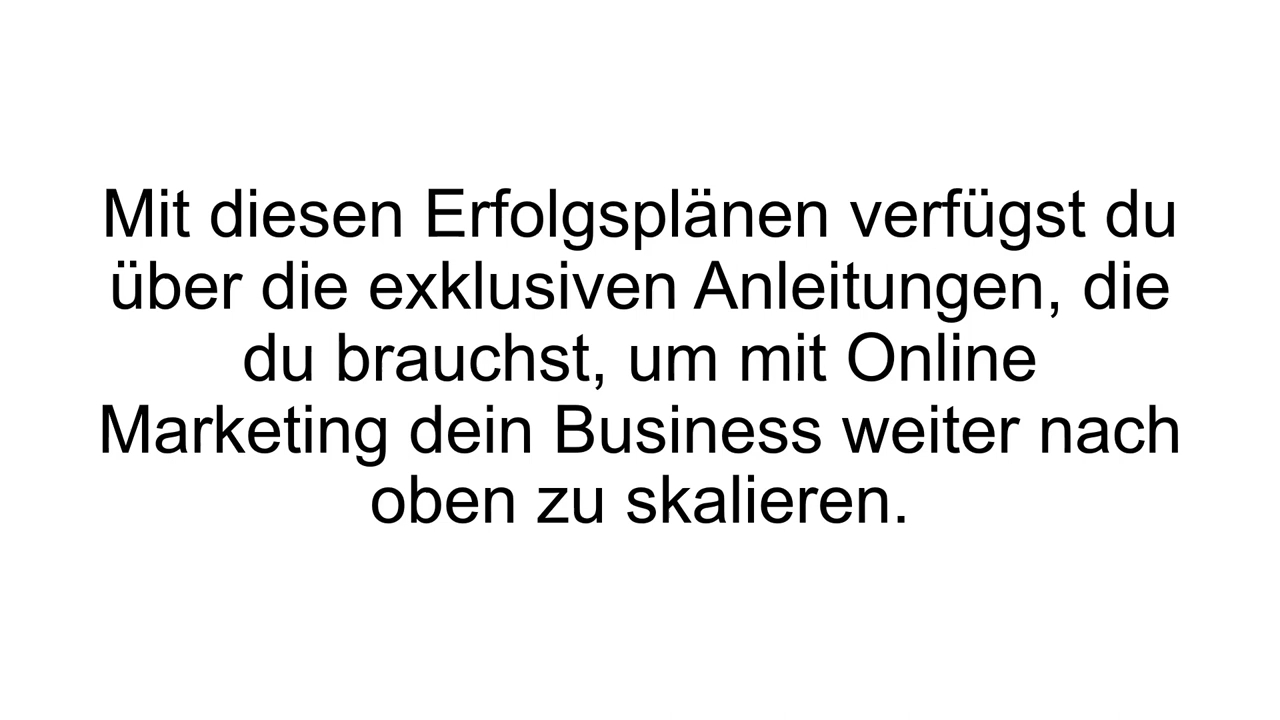 Mit diesen Erfolgsplänen verfügst du
über die exklusiven Anleitungen, die
du brauchst, um mit Online
Marketing dein Business weiter nach
oben zu skalieren.